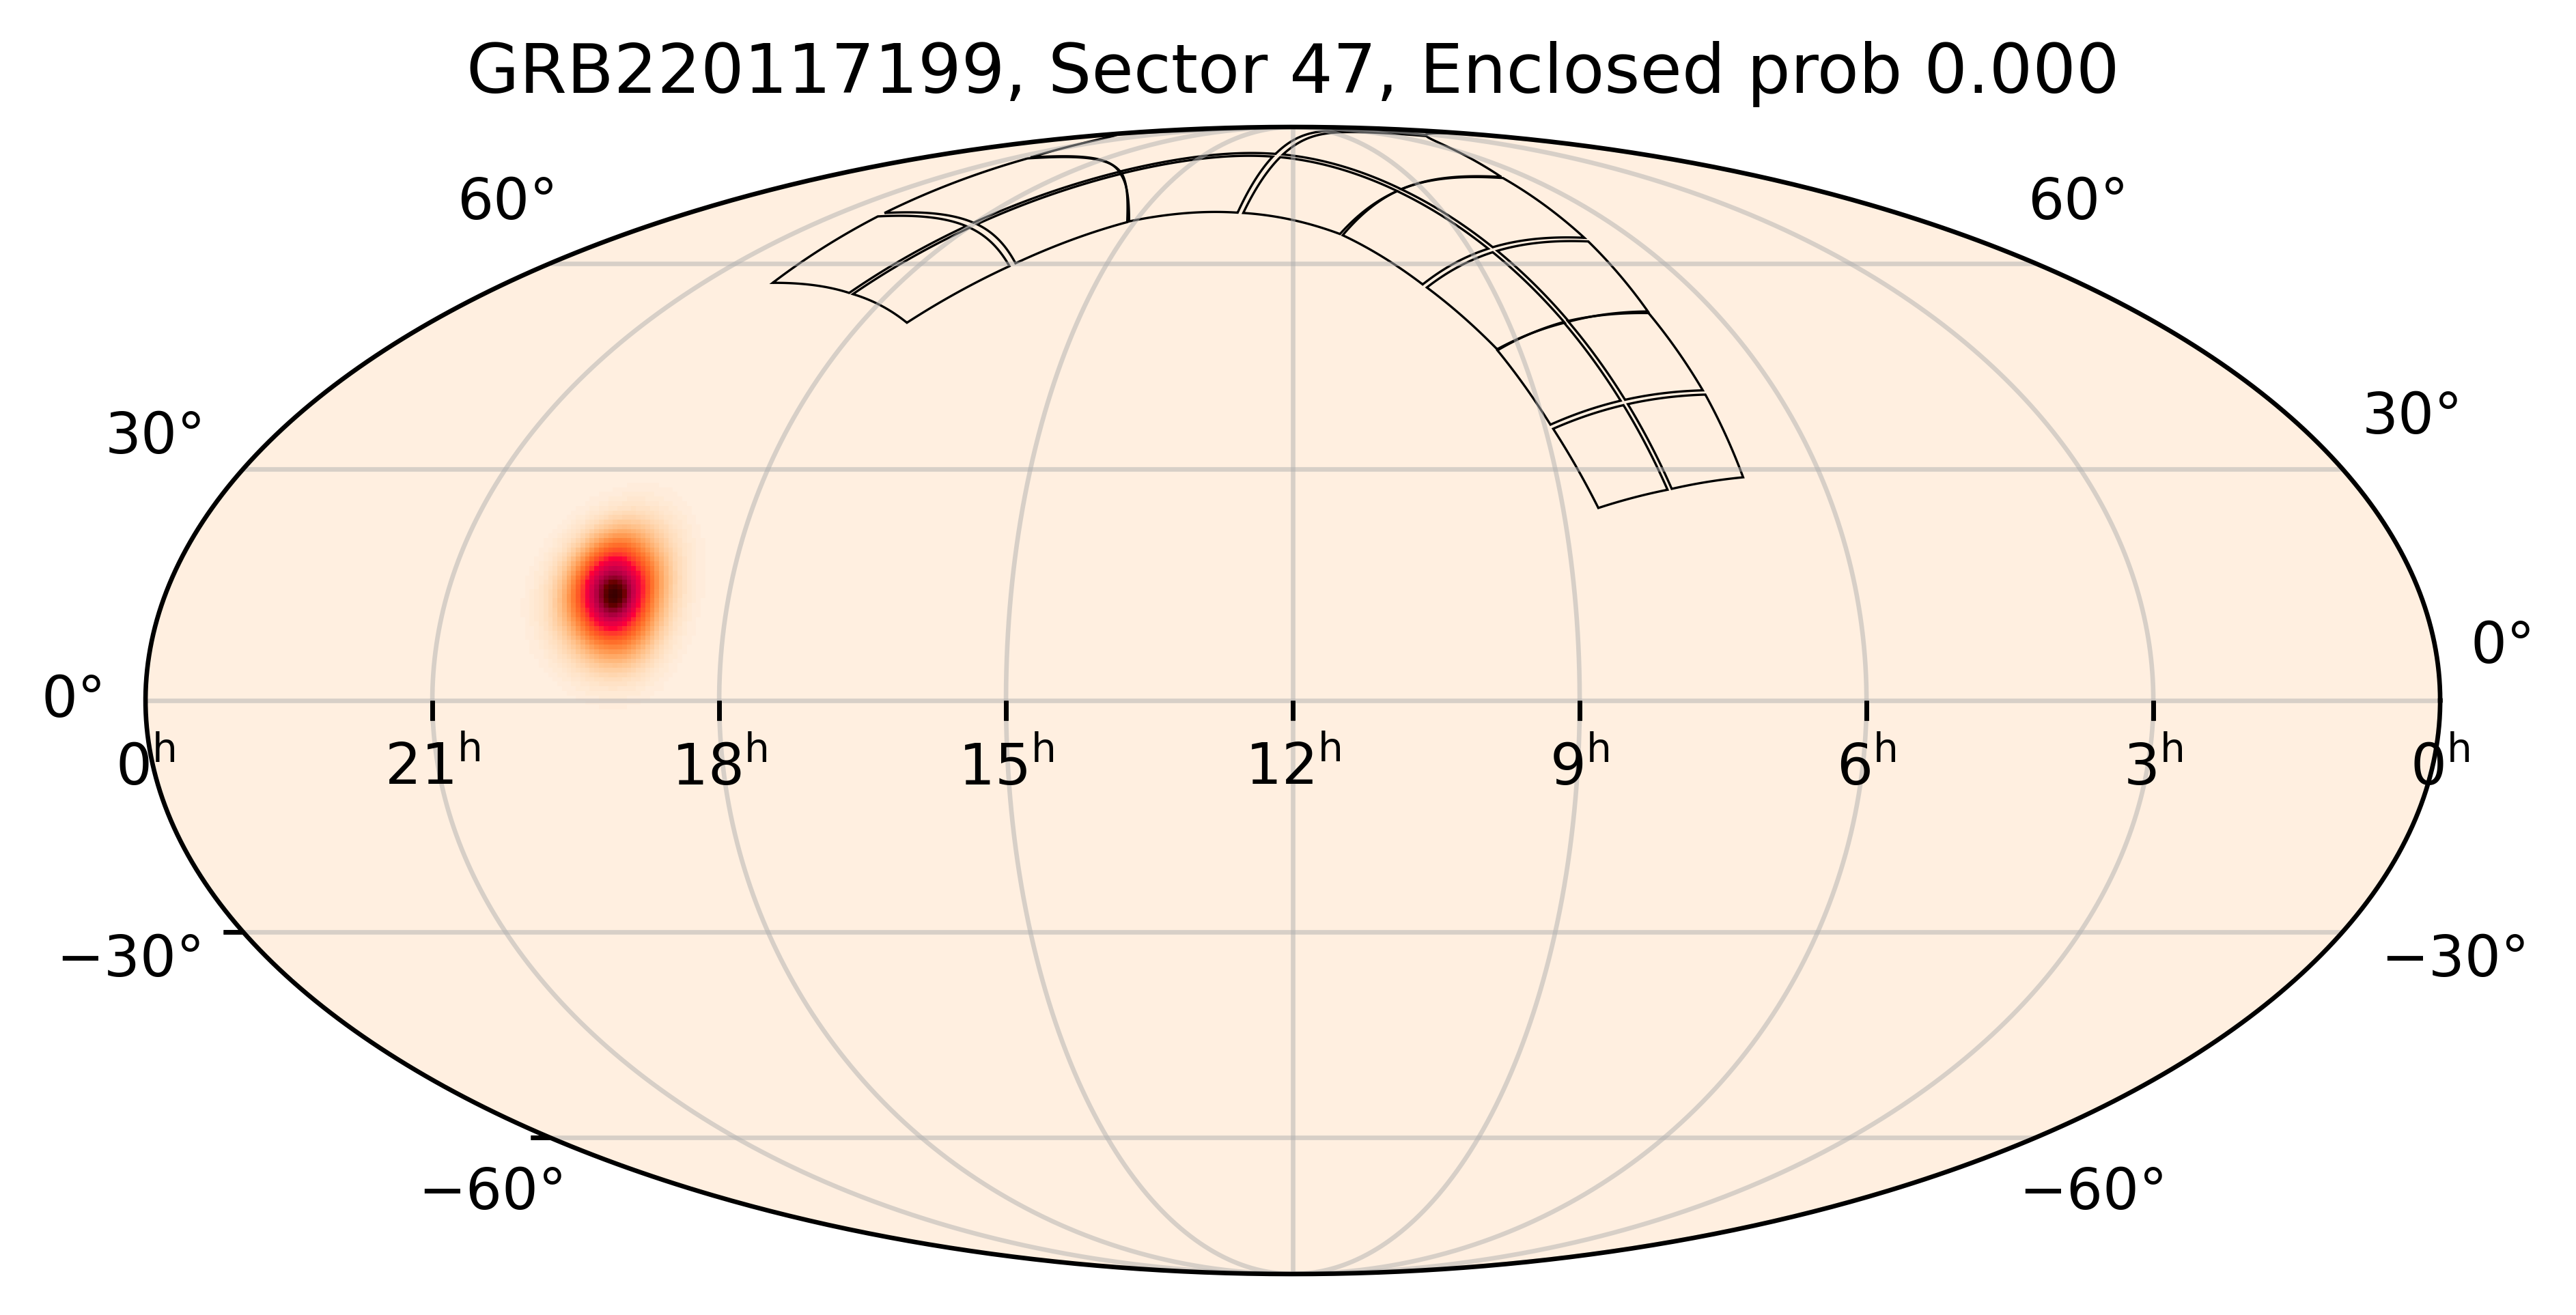 GRB220117199, Sector 47, Enclosed prob 0.000
60° 60°
30° 30°
0° 0°
0ʰ 21ʰ 18ʰ 15ʰ 12ʰ 9ʰ 6ʰ 3ʰ 0ʰ
−30° −30°
−60° −60°